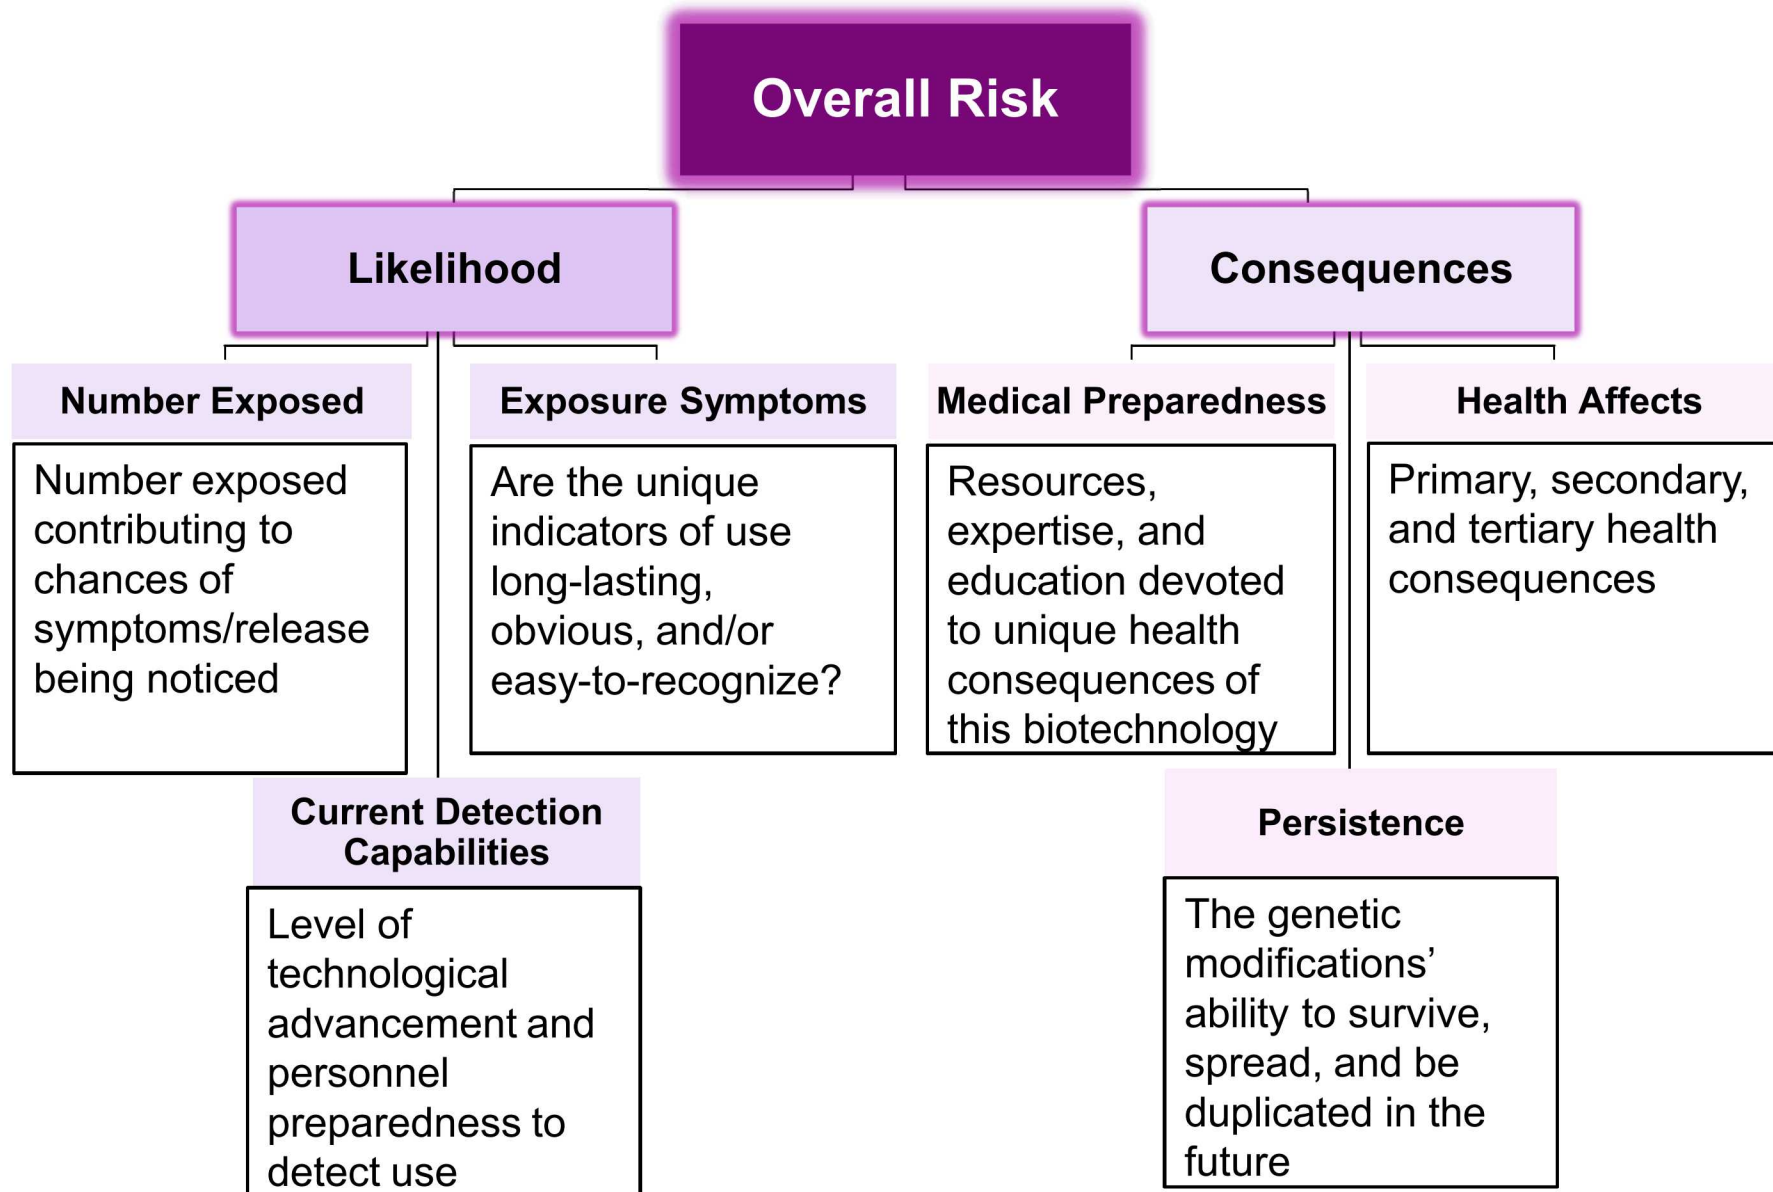 Overall Risk
Likelihood
Consequences
Number Exposed
Number exposed
contributing to
chances of
symptoms/release
being noticed
Exposure Symptoms
Are the unique
indicators of use
long-lasting,
obvious, and/or
easy-to-recognize?
Medical Preparedness
Resources,
expertise, and
education devoted
to unique health
consequences of
this biotechnology
Health Affects
Primary, secondary,
and tertiary health
consequences
Current Detection
Capabilities
Level of
technological
advancement and
personnel
preparedness to
detect use
Persistence
The genetic
modifications’
ability to survive,
spread, and be
duplicated in the
future